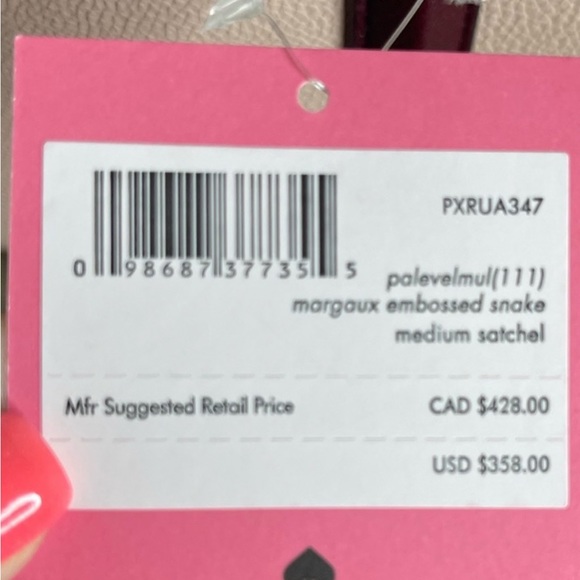 PXRUA347
0 98687 37735 5
palevelmul(111)
margaux embossed snake
medium satchel
Mfr Suggested Retail Price CAD $428.00
USD $358.00